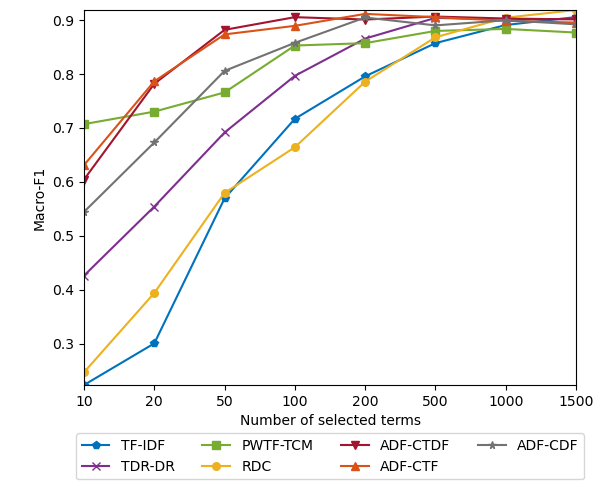 0.9
0.8
0.7
0.6
0.5
0.4
0.3
Macro-F1
10 20 50 100 200 500 1000 1500
Number of selected terms
TF-IDF PWTF-TCM ADF-CTDF ADF-CDF
TDR-DR RDC ADF-CTF